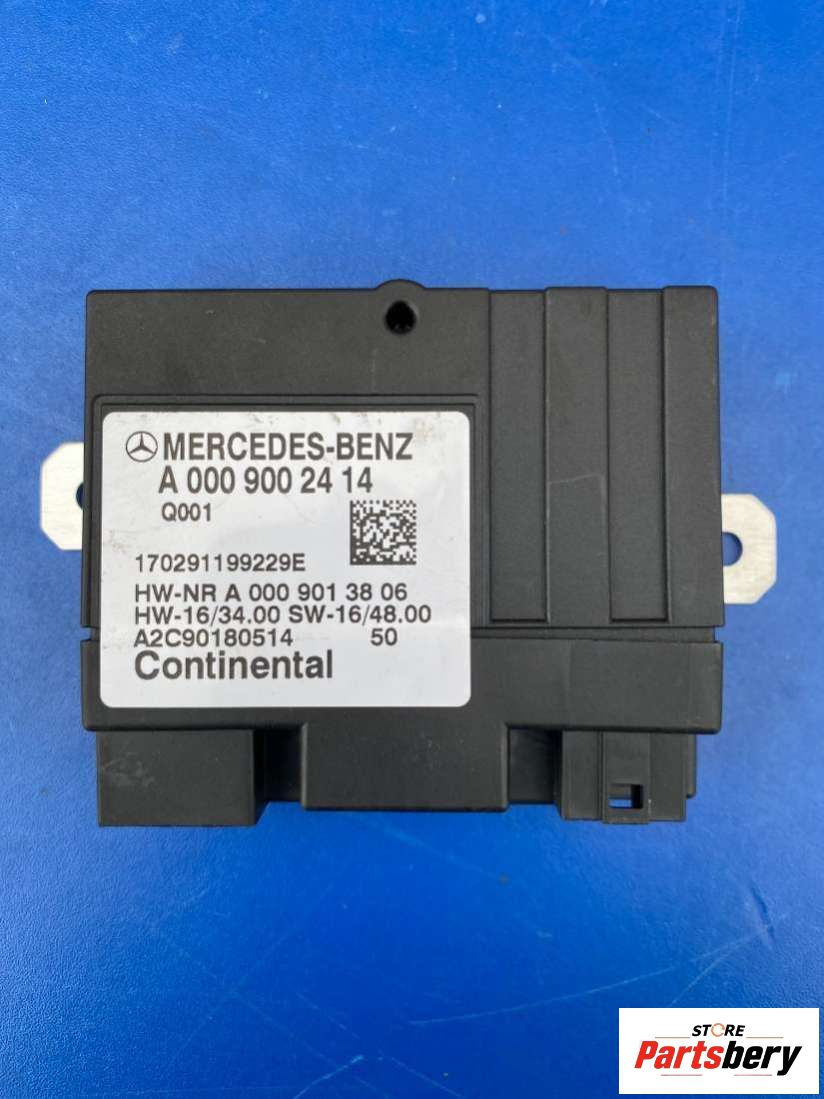 MERCEDES-BENZ
A 000 900 24 14
Q001
170291199229E
HW-NR A 000 901 38 06
HW-16/34.00 SW-16/48.00
A2C90180514 50
Continental
STORE
Partsbery